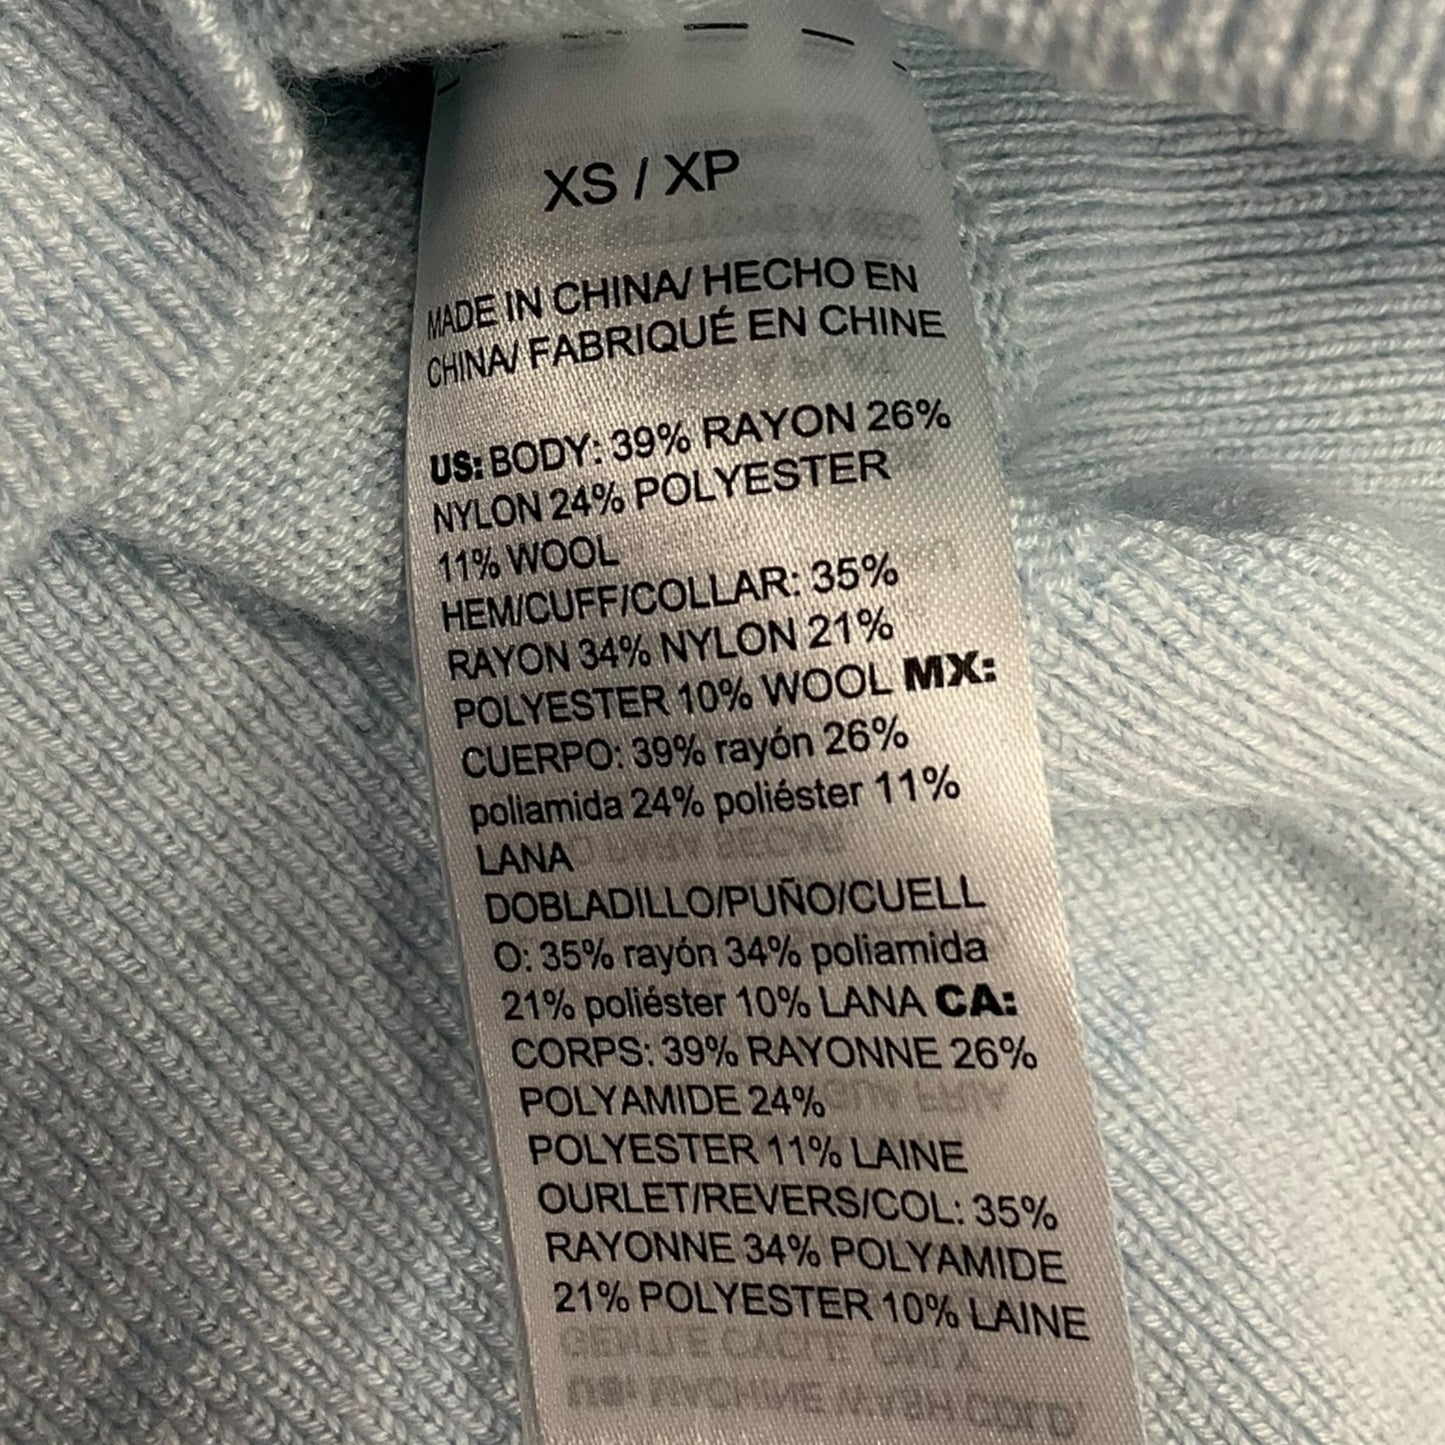 XS / XP
MADE IN CHINA/ HECHO EN
CHINA/ FABRIQUÉ EN CHINE
US: BODY: 39% RAYON 26%
NYLON 24% POLYESTER
11% WOOL
HEM/CUFF/COLLAR: 35%
RAYON 34% NYLON 21%
POLYESTER 10% WOOL MX:
CUERPO: 39% rayón 26%
poliamida 24% poliéster 11%
LANA
DOBLADILLO/PUÑO/CUELL
O: 35% rayón 34% poliamida
21% poliéster 10% LANA CA:
CORPS: 39% RAYONNE 26%
POLYAMIDE 24%
POLYESTER 11% LAINE
OURLET/REVERS/COL: 35%
RAYONNE 34% POLYAMIDE
21% POLYESTER 10% LAINE